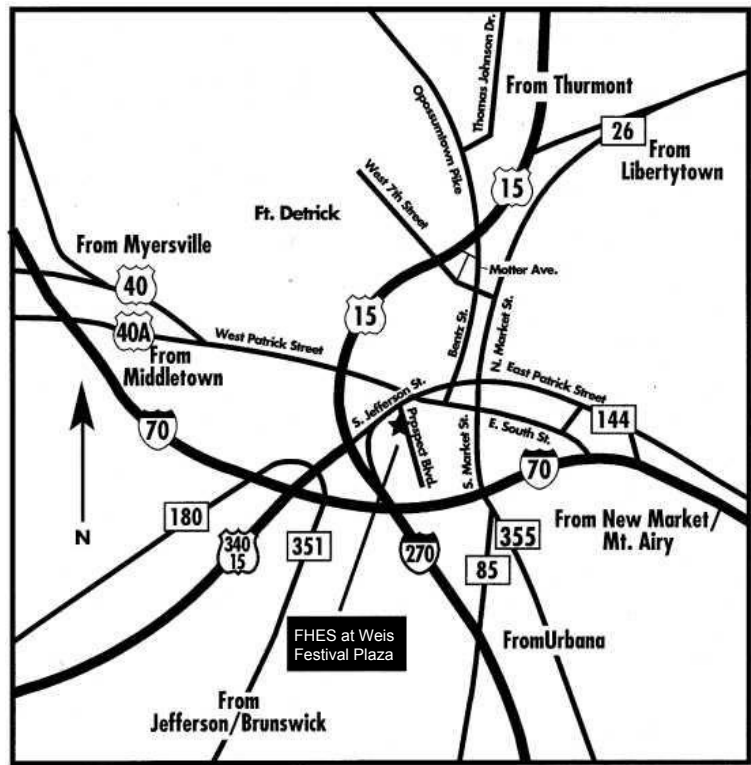 Thomas Johnson Dr.
Opossumtown Pike
From Thurmont
26
From
Libertytown
West 7th Street
15
Ft. Detrick
From Myersville
40
Motter Ave.
15
40A
From
Middletown
West Patrick Street
Bentz St.
N. Market St.
East Patrick Street
S. Jefferson St.
144
70
Prpsped Blvd.
S. Market St.
E. South St.
70
N
180
340
15
351
270
85
355
From New Market/
Mt. Airy
FHES at Weis
Festival Plaza
FromUrbana
From
Jefferson/Brunswick